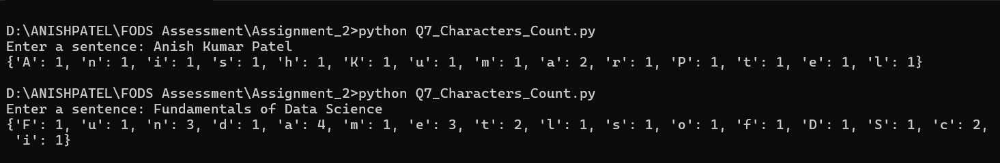 D:\ANISHPATEL\FODS Assessment\Assignment_2>python Q7_Characters_Count.py
Enter a sentence: Anish Kumar Patel
{'A': 1, 'n': 1, 'i': 1, 's': 1, 'h': 1, 'K': 1, 'u': 1, 'm': 1, 'a': 2, 'r': 1, 'P': 1, 't': 1, 'e': 1, 'l': 1}
D:\ANISHPATEL\FODS Assessment\Assignment_2>python Q7_Characters_Count.py
Enter a sentence: Fundamentals of Data Science
{'F': 1, 'u': 1, 'n': 3, 'd': 1, 'a': 4, 'm': 1, 'e': 3, 't': 2, 'l': 1, 's': 1, 'o': 1, 'f': 1, 'D': 1, 'S': 1, 'c': 2,
 'i': 1}